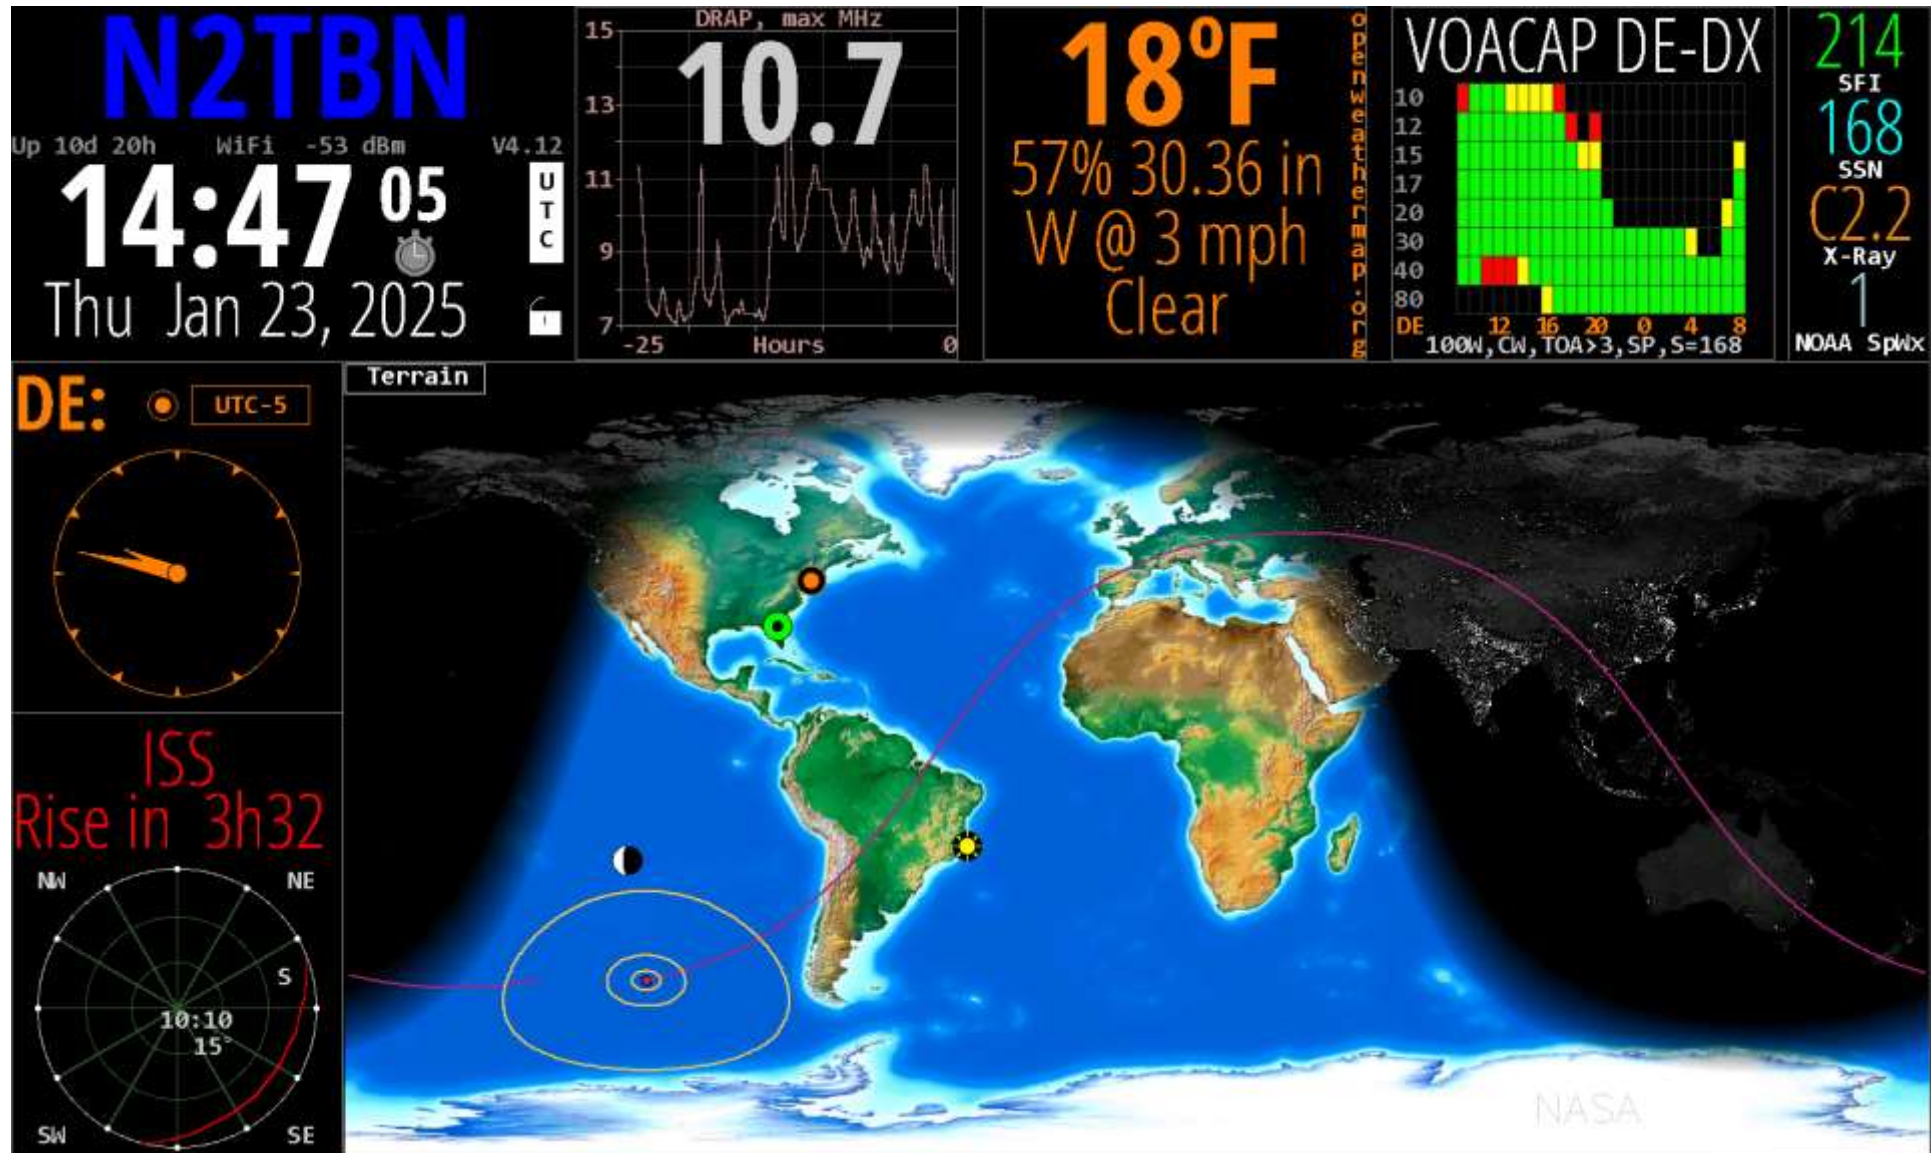 N2TBN
Up 10d 20h WiFi -53 dBm V4.12
14:47 05
UTC
Thu Jan 23, 2025
DRAP, max MHz
10.7
15
13
11
9
7
-25 Hours 0
18ºF
57% 30.36 in
W @ 3 mph
Clear
openweathermap.org
VOACAP DE-DX
10
12
15
17
20
30
40
80
DE 12 16 20 0 4 8
100W,CW,TOA>3,SP,S=168
214
SFI
168
SSN
C2.2
X-Ray
1
NOAA SpWx
DE: UTC-5
Terrain
ISS
Rise in 3h32
NW NE
S
10:10
15°
SW SE
NASA